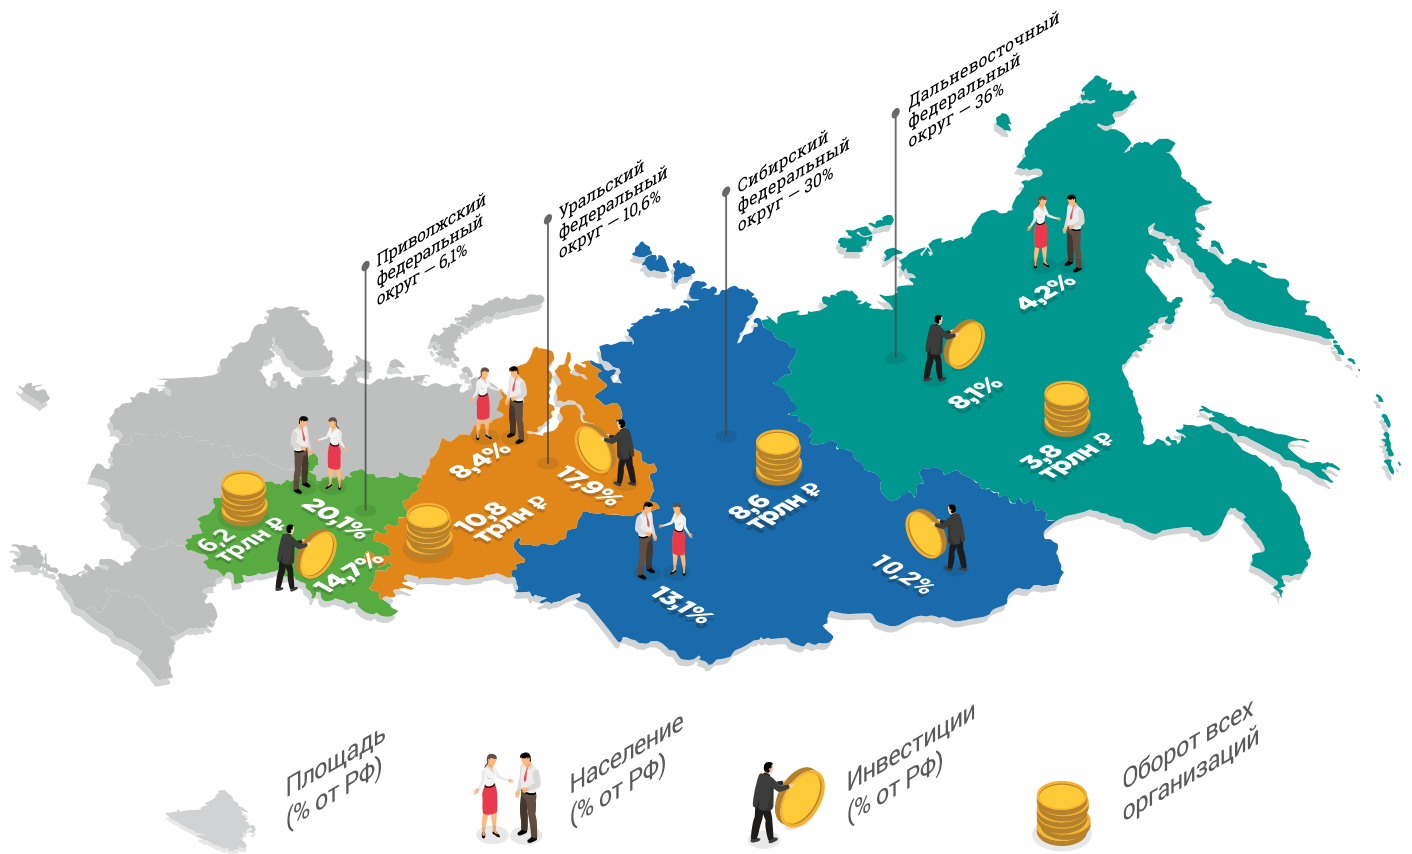 Дальневосточный
федеральный
округ — 36%
Сибирский
федеральный
округ — 30%
Уральский
федеральный
округ — 10,6%
Приволжский
федеральный
округ — 6,1%
4,2%
8,1%
3,8
трлн ₽
8,4%
17,9%
10,8
трлн ₽
8,6
трлн ₽
20,1%
6,2
трлн ₽
14,7%
10,2%
13,1%
Площадь
(% от РФ)
Население
(% от РФ)
Инвестиции
(% от РФ)
Оборот всех
организаций